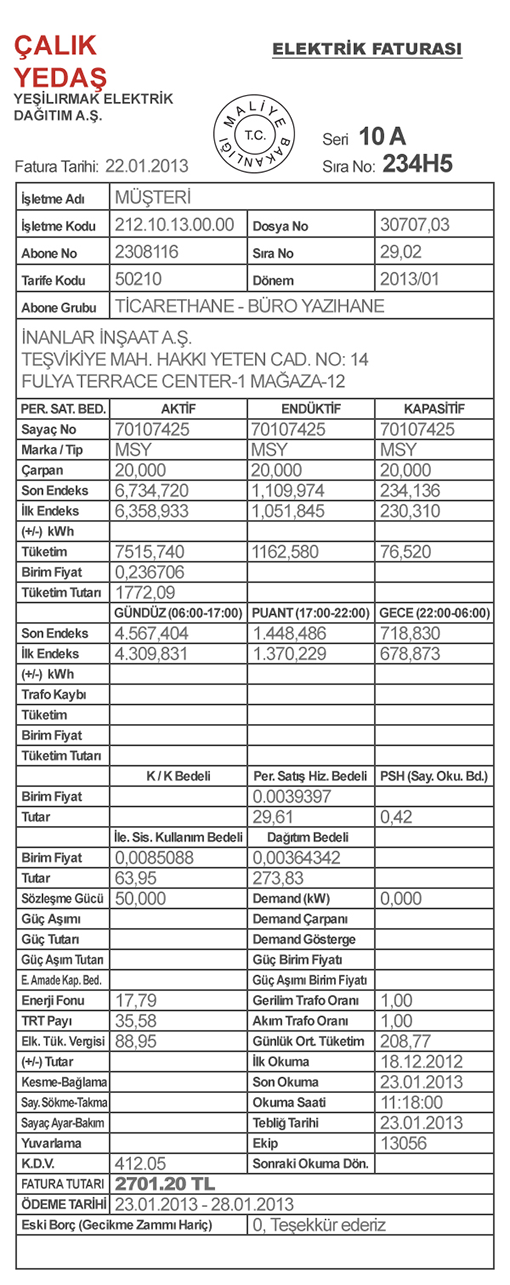 ÇALIK
YEDAŞ
YEŞİLIRMAK ELEKTRİK
DAĞITIM A.Ş.
ELEKTRİK FATURASI
MALİYE BAKANLIĞI
T.C.
Seri 10 A
Fatura Tarihi: 22.01.2013 Sıra No: 234H5
İşletme Adı MÜŞTERİ
İşletme Kodu 212.10.13.00.00 Dosya No 30707,03
Abone No 2308116 Sıra No 29,02
Tarife Kodu 50210 Dönem 2013/01
Abone Grubu TİCARETHANE - BÜRO YAZIHANE
İNANLAR İNŞAAT A.Ş.
TEŞVİKİYE MAH. HAKKI YETEN CAD. NO: 14
FULYA TERRACE CENTER-1 MAĞAZA-12
PER. SAT. BED. AKTİF ENDÜKTİF KAPASİTİF
Sayaç No 70107425 70107425 70107425
Marka / Tip MSY MSY MSY
Çarpan 20,000 20,000 20,000
Son Endeks 6,734,720 1,109,974 234,136
İlk Endeks 6,358,933 1,051,845 230,310
(+/-) kWh
Tüketim 7515,740 1162,580 76,520
Birim Fiyat 0,236706
Tüketim Tutarı 1772,09
GÜNDÜZ (06:00-17:00) PUANT (17:00-22:00) GECE (22:00-06:00)
Son Endeks 4.567,404 1.448,486 718,830
İlk Endeks 4.309,831 1.370,229 678,873
(+/-) kWh
Trafo Kaybı
Tüketim
Birim Fiyat
Tüketim Tutarı
K / K Bedeli Per. Satış Hiz. Bedeli PSH (Say. Oku. Bd.)
Birim Fiyat 0.0039397
Tutar 29,61 0,42
İle. Sis. Kullanım Bedeli Dağıtım Bedeli
Birim Fiyat 0,0085088 0,00364342
Tutar 63,95 273,83
Sözleşme Gücü 50,000 Demand (kW) 0,000
Güç Aşımı Demand Çarpanı
Güç Tutarı Demand Gösterge
Güç Aşım Tutarı Güç Birim Fiyatı
E. Amade Kap. Bed. Güç Aşımı Birim Fiyatı
Enerji Fonu 17,79 Gerilim Trafo Oranı 1,00
TRT Payı 35,58 Akım Trafo Oranı 1,00
Elk. Tük. Vergisi 88,95 Günlük Ort. Tüketim 208,77
(+/-) Tutar İlk Okuma 18.12.2012
Kesme-Bağlama Son Okuma 23.01.2013
Say. Sökme-Takma Okuma Saati 11:18:00
Sayaç Ayar-Bakım Tebliğ Tarihi 23.01.2013
Yuvarlama Ekip 13056
K.D.V. 412.05 Sonraki Okuma Dön.
FATURA TUTARI 2701.20 TL
ÖDEME TARİHİ 23.01.2013 - 28.01.2013
Eski Borç (Gecikme Zammı Hariç) 0, Teşekkür ederiz